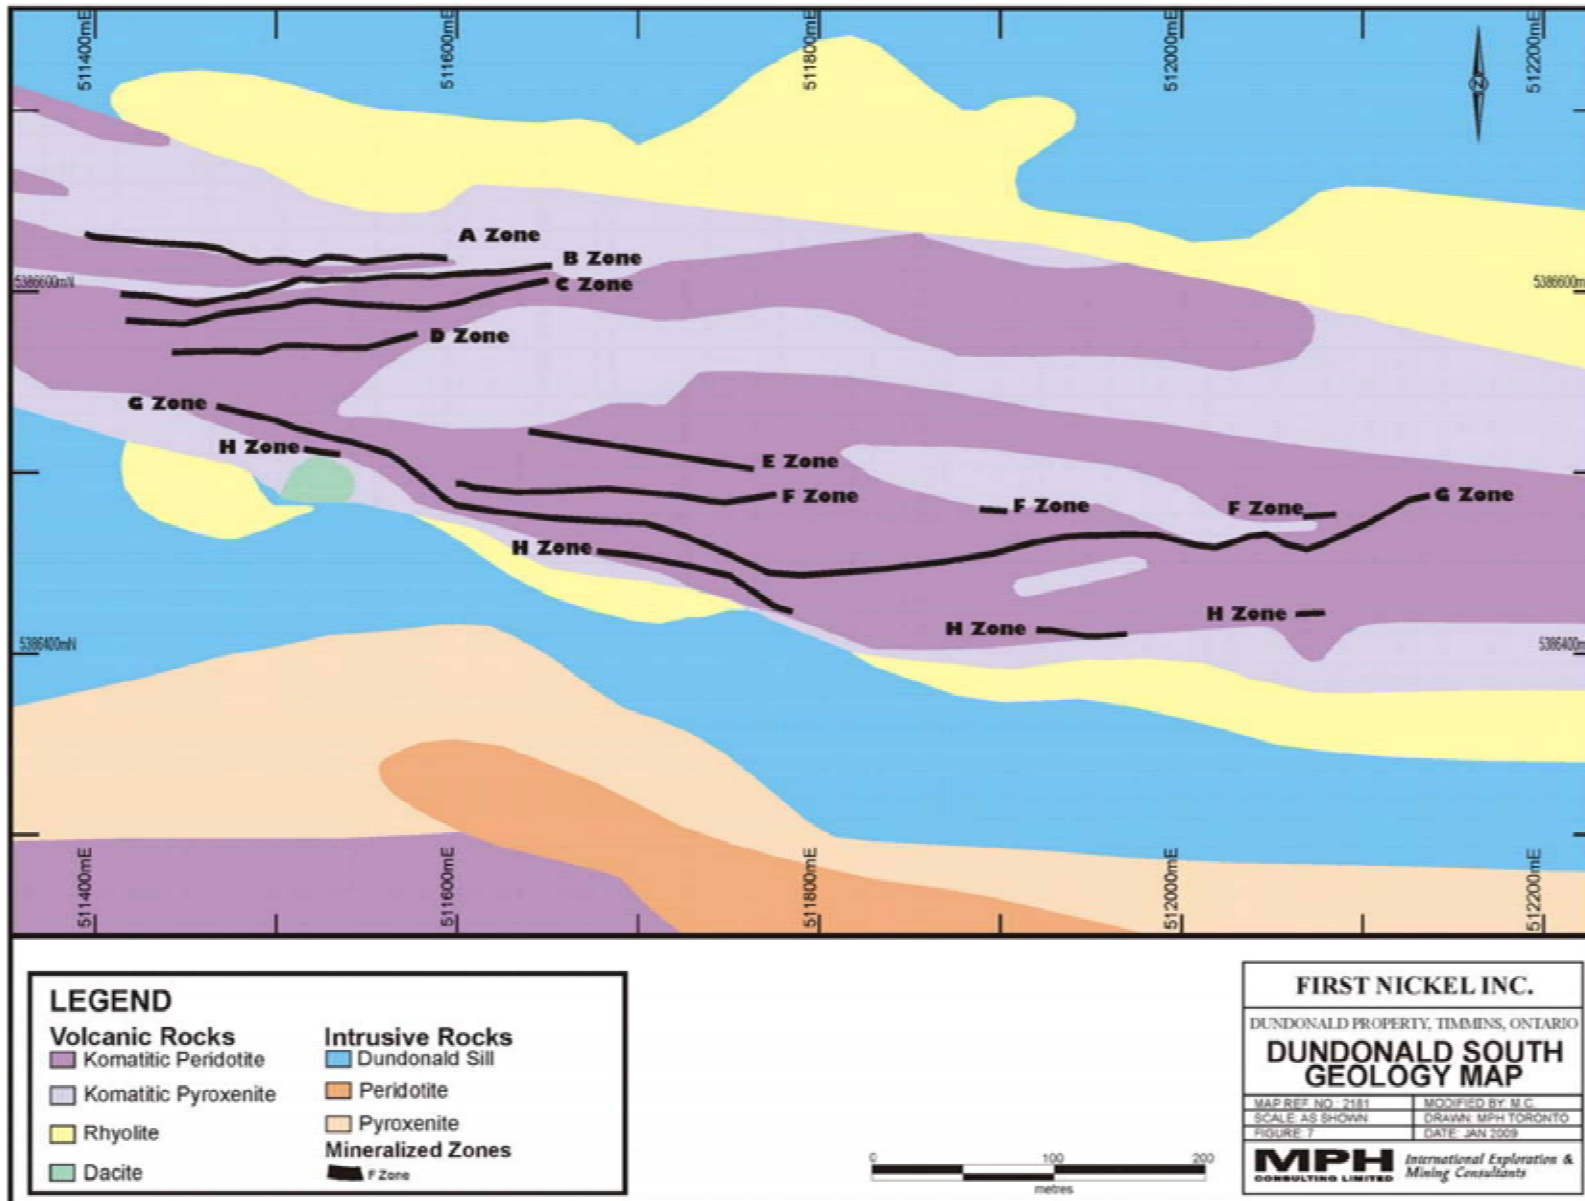 511400mE
511600mE
511800mE
512000mE
512200mE
N
A Zone
B Zone
5386600mN
C Zone
5386600m
D Zone
G Zone
H Zone
E Zone
F Zone
F Zone
F Zone
G Zone
H Zone
H Zone
H Zone
5386400mN
5386400m
511400mE
511600mE
511800mE
512000mE
512200mE
LEGEND
Volcanic Rocks
Komatitic Peridotite
Komatitic Pyroxenite
Rhyolite
Dacite
Intrusive Rocks
Dundonald Sill
Peridotite
Pyroxenite
Mineralized Zones
F Zone
0 100 200
metres
FIRST NICKEL INC.
DUNDONALD PROPERTY, TIMMINS, ONTARIO
DUNDONALD SOUTH
GEOLOGY MAP
MAP REF. NO.: 2181 MODIFIED BY: M.C.
SCALE: AS SHOWN DRAWN: MPH TORONTO
FIGURE: 7 DATE: JAN 2009
MPH
CONSULTING LIMITED
International Exploration &
Mining Consultants